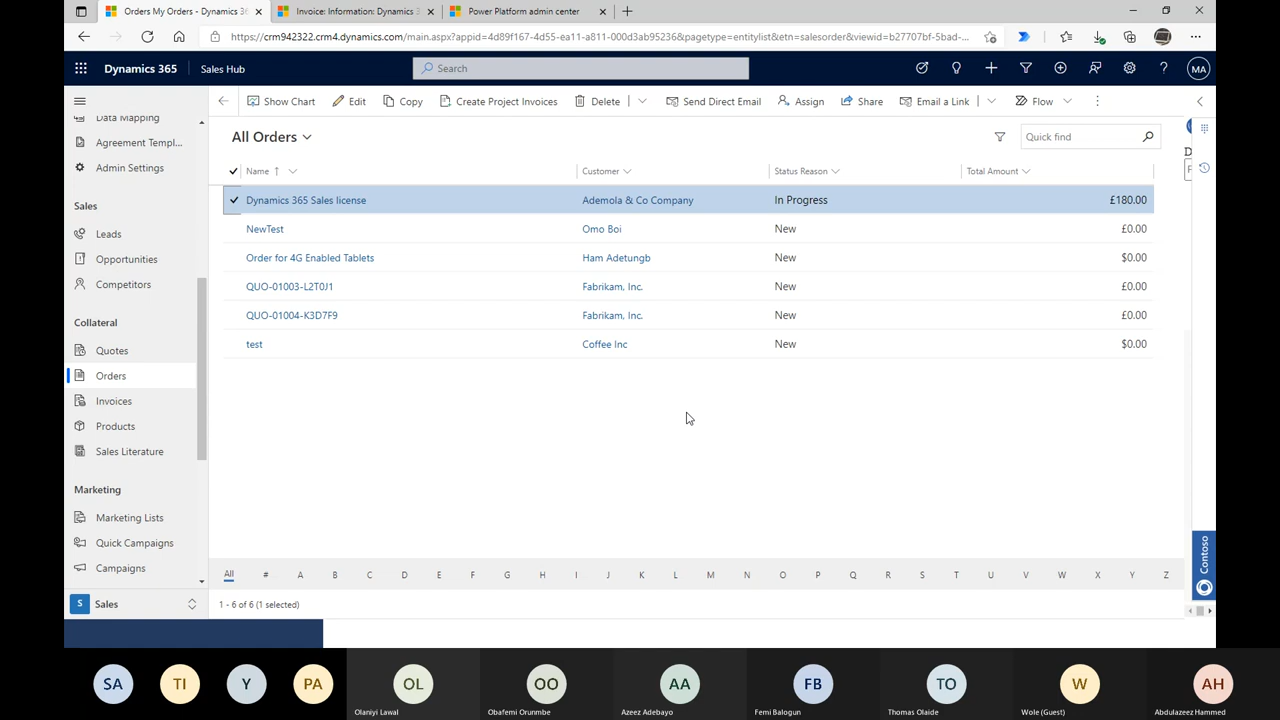 Orders My Orders - Dynamics 36
Invoice: Information: Dynamics 3
Power Platform admin center
https://crm942322.crm4.dynamics.com/main.aspx?appid=4d89f167-4d55-ea11-a811-000d3ab95236&pagetype=entitylist&etn=salesorder&viewid=b27707bf-5bad-...
Dynamics 365
Sales Hub
Search
MA
Show Chart
Edit
Copy
Create Project Invoices
Delete
Send Direct Email
Assign
Share
Email a Link
Flow
Data Mapping
Agreement Templ...
Admin Settings
Sales
Leads
Opportunities
Competitors
Collateral
Quotes
Orders
Invoices
Products
Sales Literature
Marketing
Marketing Lists
Quick Campaigns
Campaigns
S Sales
All Orders
Quick find
Name Customer Status Reason Total Amount
Dynamics 365 Sales license Ademola & Co Company In Progress £180.00
NewTest Omo Boi New £0.00
Order for 4G Enabled Tablets Ham Adetungb New $0.00
QUO-01003-L2T0J1 Fabrikam, Inc. New £0.00
QUO-01004-K3D7F9 Fabrikam, Inc. New £0.00
test Coffee Inc New $0.00
All # A B C D E F G H I J K L M N O P Q R S T U V W X Y Z
1 - 6 of 6 (1 selected)
D
Contoso
SA TI Y PA OL OO AA FB TO W AH
Olaniyi Lawal Obafemi Orunmbe Azeez Adebayo Femi Balogun Thomas Olaide Wole (Guest) Abdulazeez Hammed